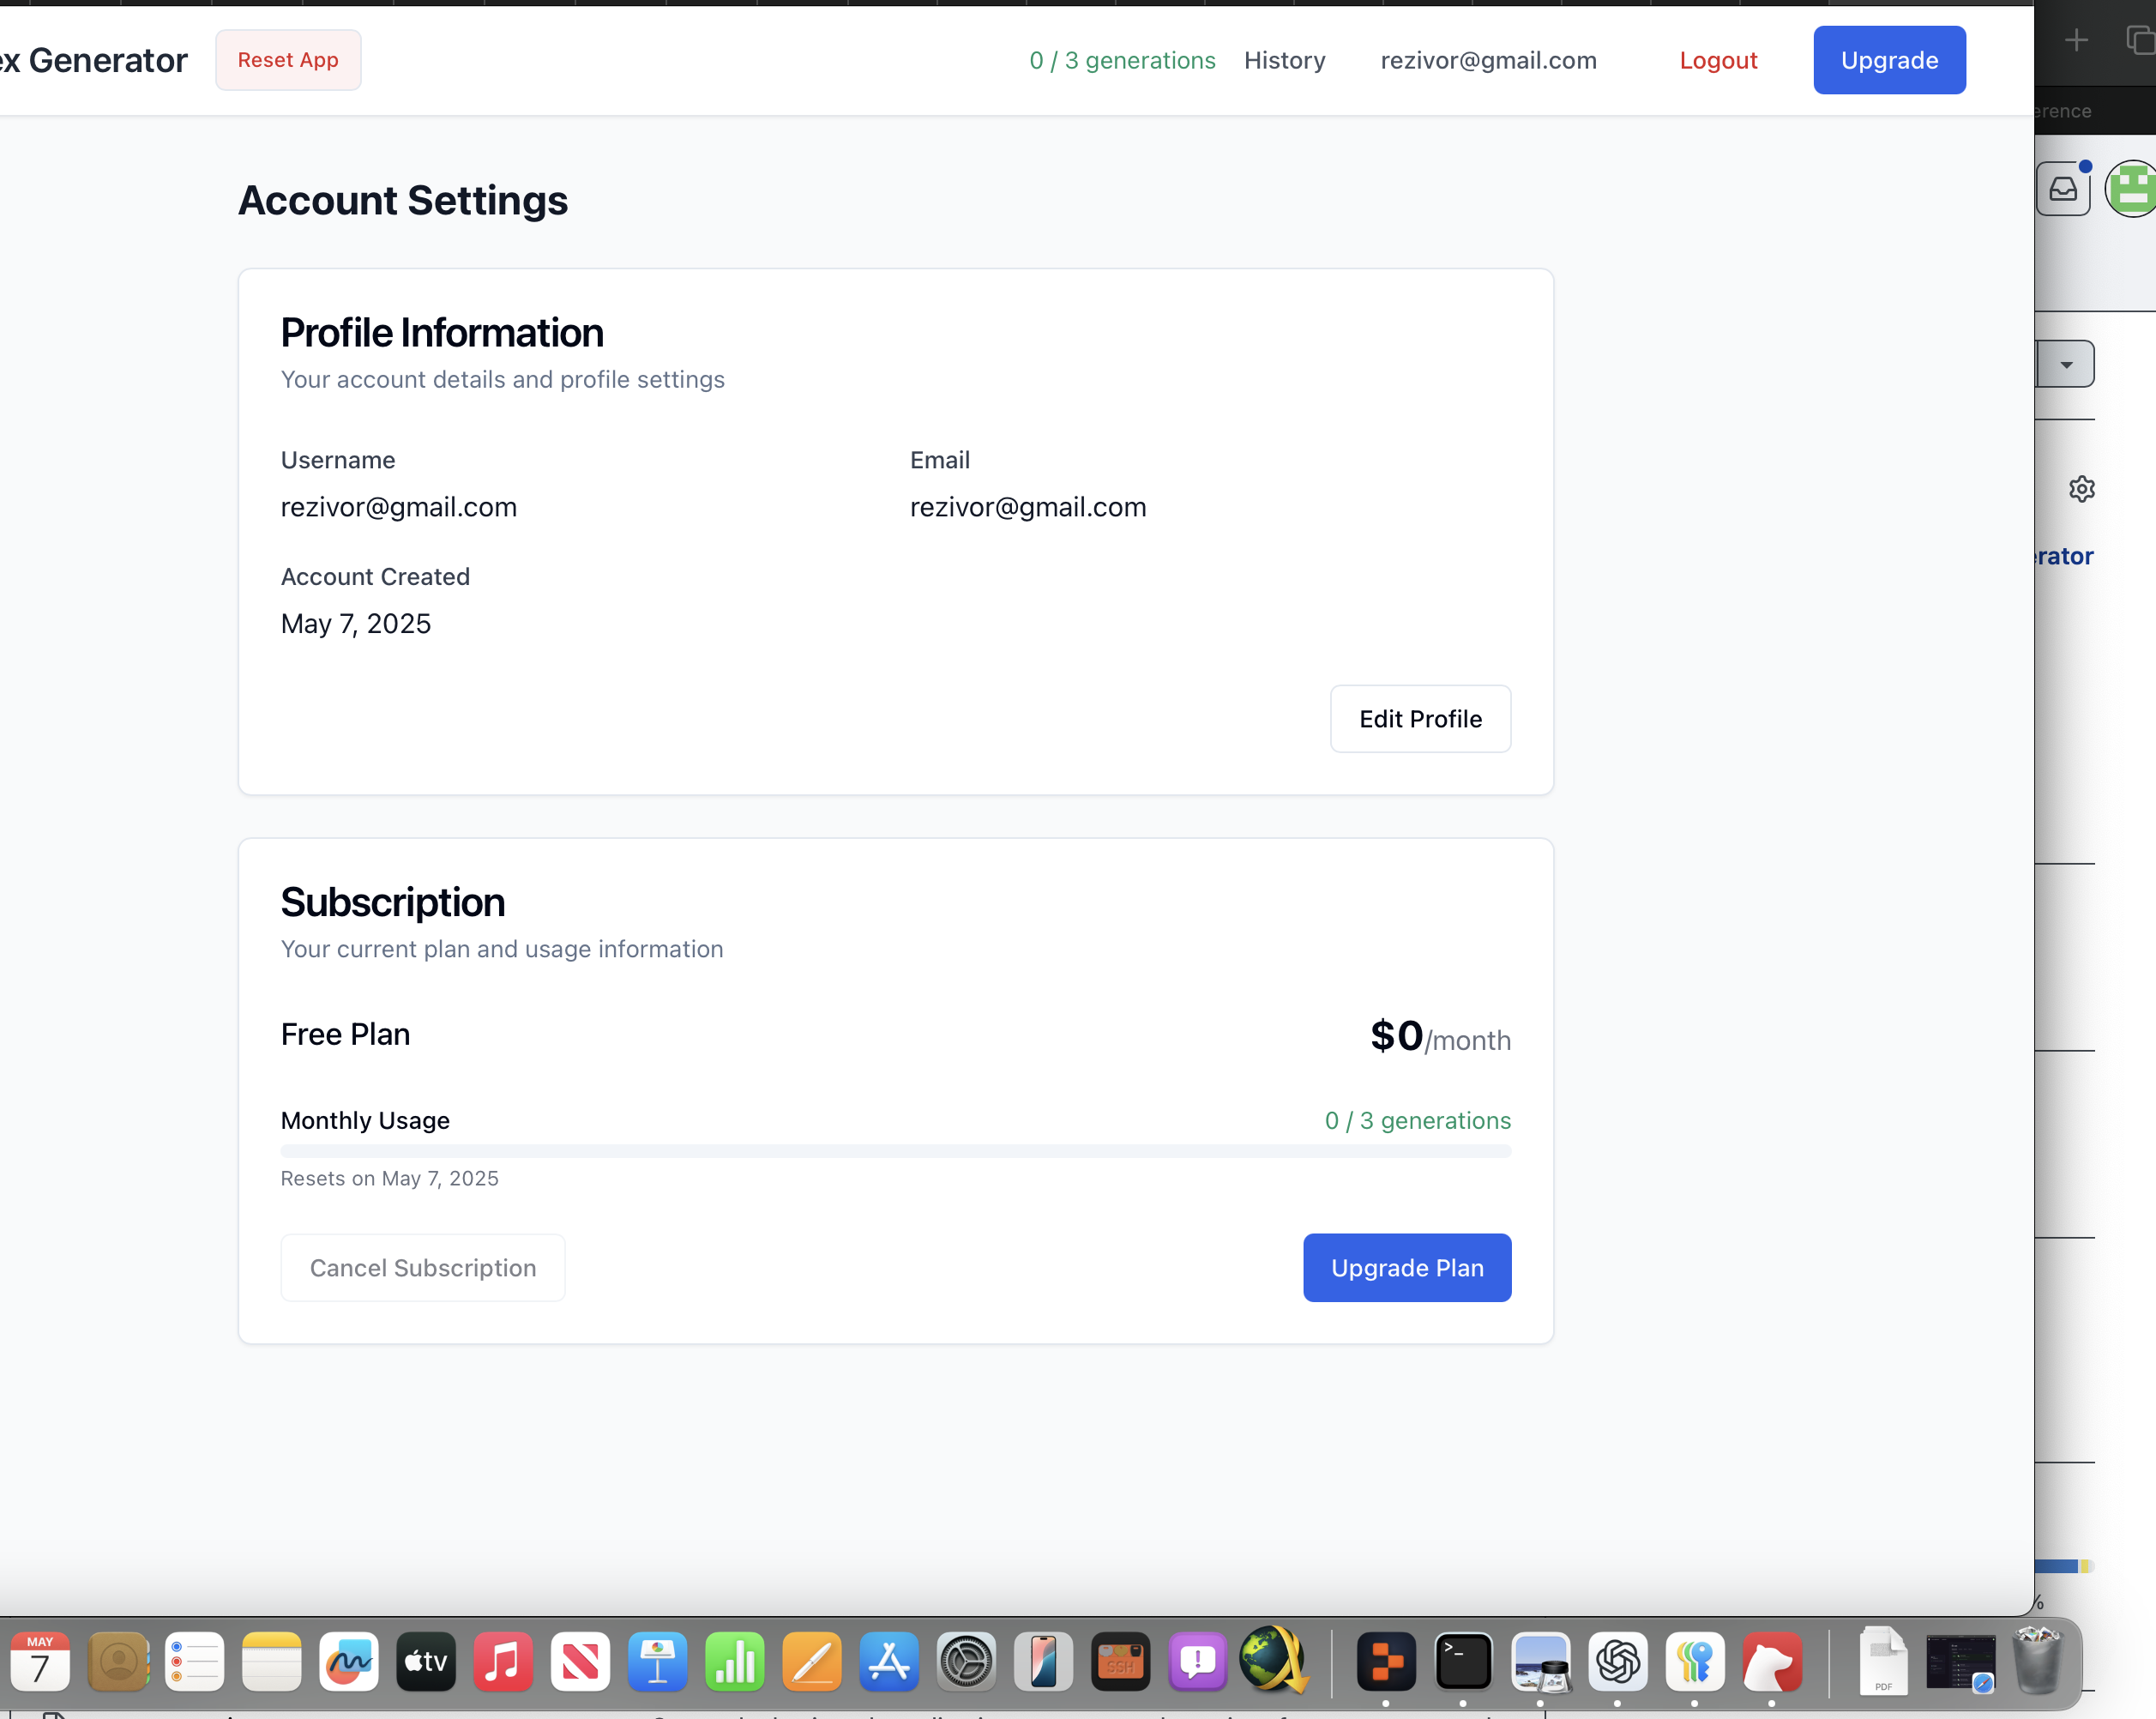 ex Generator
Reset App
0 / 3 generations
History
rezivor@gmail.com
Logout
Upgrade
erence
Account Settings
Profile Information
Your account details and profile settings
Username
Email
rezivor@gmail.com
rezivor@gmail.com
Account Created
May 7, 2025
Edit Profile
erator
Subscription
Your current plan and usage information
Free Plan
$0/month
Monthly Usage
0 / 3 generations
Resets on May 7, 2025
Cancel Subscription
Upgrade Plan
%
MAY
7
tv
>_
SSH
PDF